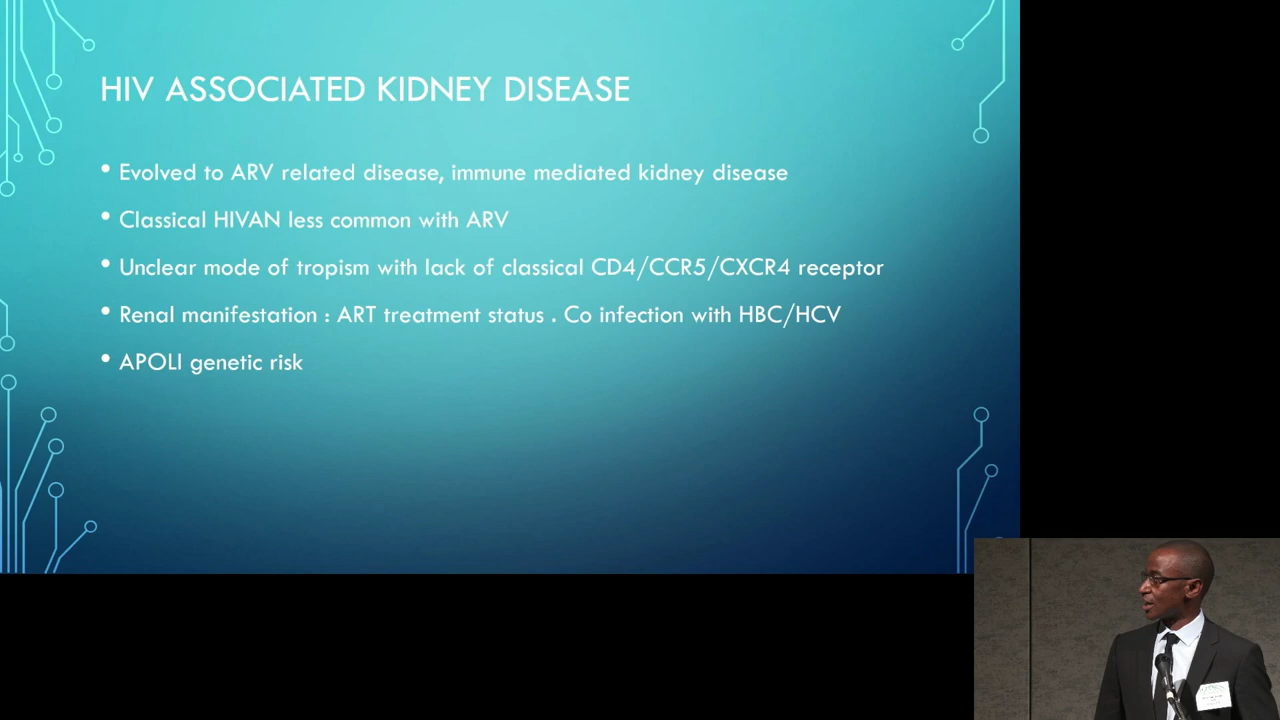 HIV ASSOCIATED KIDNEY DISEASE
• Evolved to ARV related disease, immune mediated kidney disease
• Classical HIVAN less common with ARV
• Unclear mode of tropism with lack of classical CD4/CCR5/CXCR4 receptor
• Renal manifestation : ART treatment status . Co infection with HBC/HCV
• APOLI genetic risk